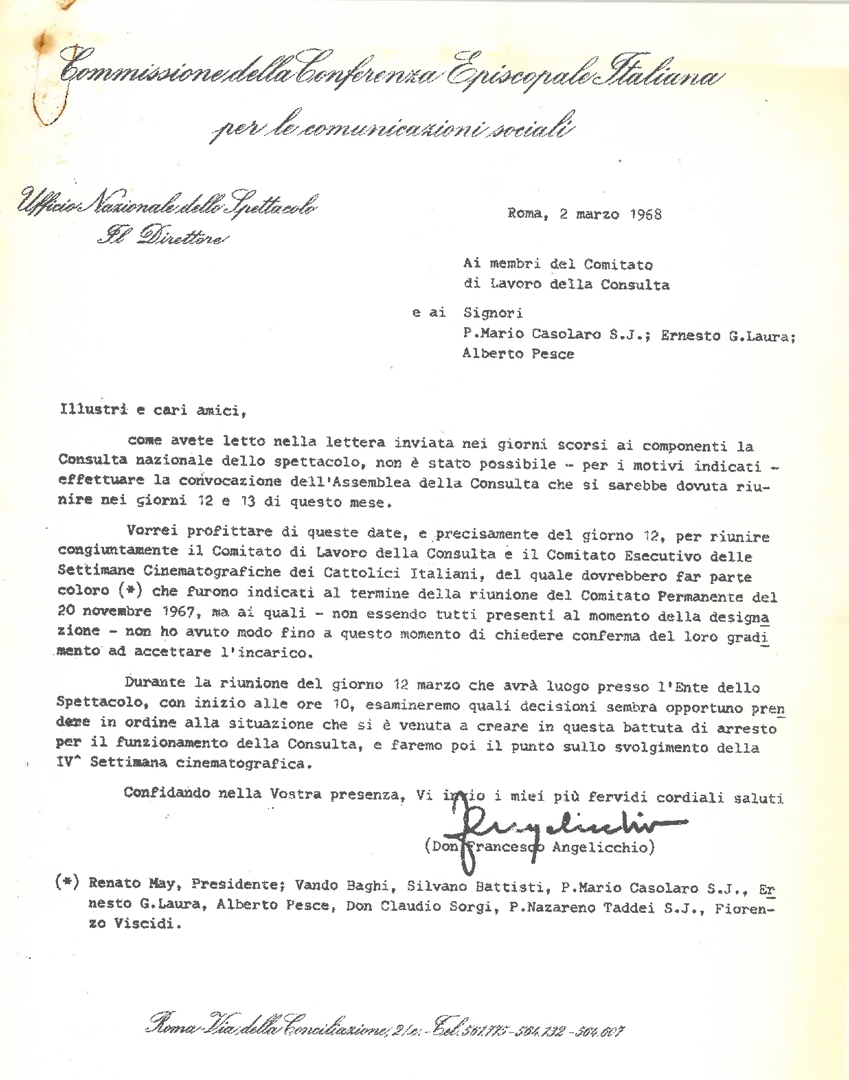 Commissione della Conferenza Episcopale Italiana
per le comunicazioni sociali
Ufficio Nazionale dello Spettacolo
Il Direttore
Roma, 2 marzo 1968
Ai membri del Comitato
di Lavoro della Consulta
e ai Signori
P.Mario Casolaro S.J.; Ernesto G.Laura;
Alberto Pesce
Illustri e cari amici,
come avete letto nella lettera inviata nei giorni scorsi ai componenti la
Consulta nazionale dello spettacolo, non è stato possibile - per i motivi indicati -
effettuare la convocazione dell'Assemblea della Consulta che si sarebbe dovuta riu-
nire nei giorni 12 e 13 di questo mese.
Vorrei profittare di queste date, e precisamente del giorno 12, per riunire
congiuntamente il Comitato di Lavoro della Consulta e il Comitato Esecutivo delle
Settimane Cinematografiche dei Cattolici Italiani, del quale dovrebbero far parte
coloro (*) che furono indicati al termine della riunione del Comitato Permanente del
20 novembre 1967, ma ai quali - non essendo tutti presenti al momento della designa
zione - non ho avuto modo fino a questo momento di chiedere conferma del loro gradi
mento ad accettare l'incarico.
Durante la riunione del giorno 12 marzo che avrà luogo presso l'Ente dello
Spettacolo, con inizio alle ore 10, esamineremo quali decisioni sembra opportuno pren
dere in ordine alla situazione che si è venuta a creare in questa battuta di arresto
per il funzionamento della Consulta, e faremo poi il punto sullo svolgimento della
IV^ Settimana cinematografica.
Confidando nella Vostra presenza, Vi invio i miei più fervidi cordiali saluti
Angelicchio
(Don Francesco Angelicchio)
(*) Renato May, Presidente; Vando Baghi, Silvano Battisti, P.Mario Casolaro S.J., Er
nesto G.Laura, Alberto Pesce, Don Claudio Sorgi, P.Nazareno Taddei S.J., Fioren-
zo Viscidi.
Roma-Via della Conciliazione, 2/c.-Tel. 561.775-564.132-564.007